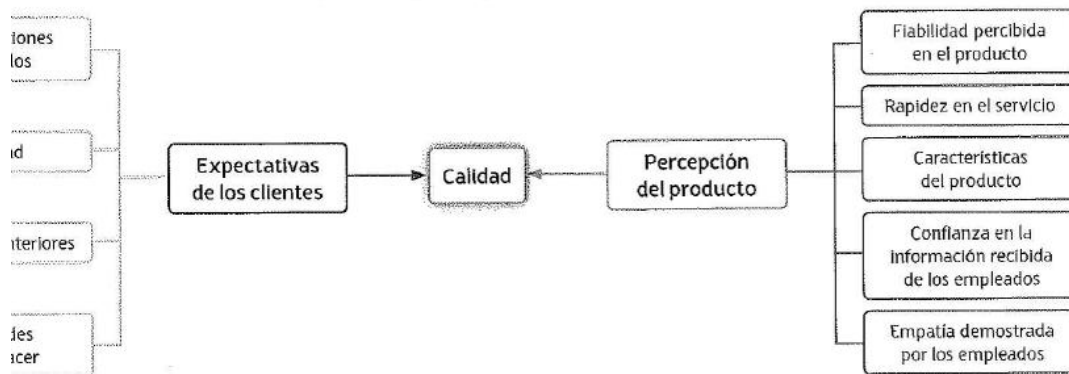 Expectativas
de los clientes
Calidad
Percepción
del producto
Fiabilidad percibida
en el producto
Rapidez en el servicio
Características
del producto
Confianza en la
información recibida
de los empleados
Empatía demostrada
por los empleados